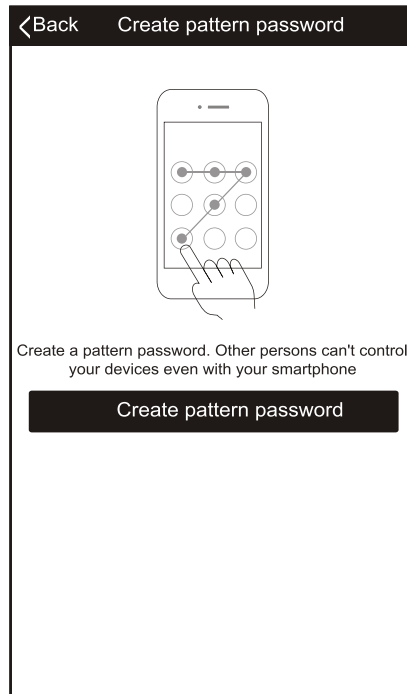 Back Create pattern password
Create a pattern password. Other persons can't control
your devices even with your smartphone
Create pattern password